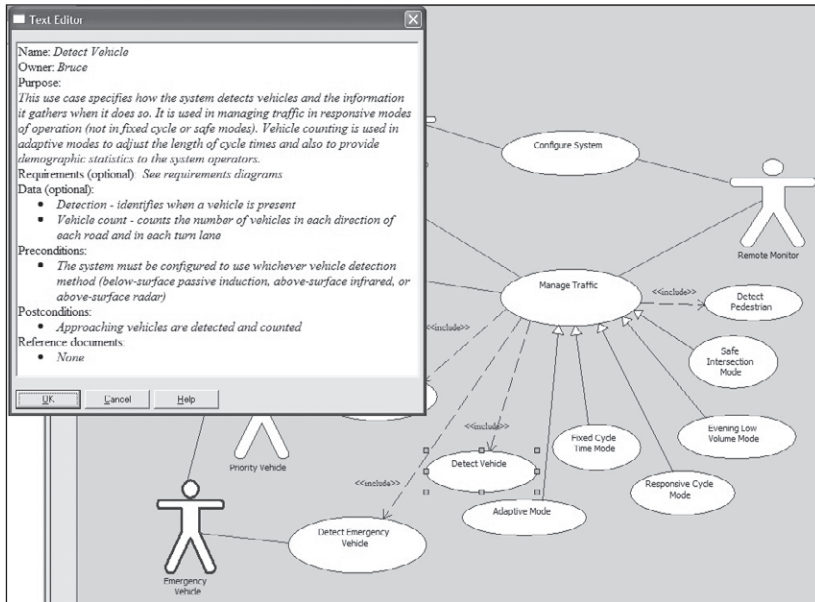 Text Editor
Name: Detect Vehicle
Owner: Bruce
Purpose:
This use case specifies how the system detects vehicles and the information
it gathers when it does so. It is used in managing traffic in responsive modes
of operation (not in fixed cycle or safe modes). Vehicle counting is used in
adaptive modes to adjust the length of cycle times and also to provide
demographic statistics to the system operators.
Requirements (optional): See requirements diagrams
Data (optional):
• Detection - identifies when a vehicle is present
• Vehicle count - counts the number of vehicles in each direction of
each road and in each turn lane
Preconditions:
• The system must be configured to use whichever vehicle detection
method (below-surface passive induction, above-surface infrared, or
above-surface radar)
Postconditions:
• Approaching vehicles are detected and counted
Reference documents:
• None
OK
Cancel
Help
Configure System
Remote Monitor
Manage Traffic
<<include>>
Detect
Pedestrian
<<include>>
Safe
Intersection
Mode
Evening Low
Volume Mode
<<include>>
Fixed Cycle
Time Mode
Priority Vehicle
Detect Vehicle
Responsive Cycle
Mode
<<include>>
Adaptive Mode
Detect Emergency
Vehicle
Emergency
Vehicle